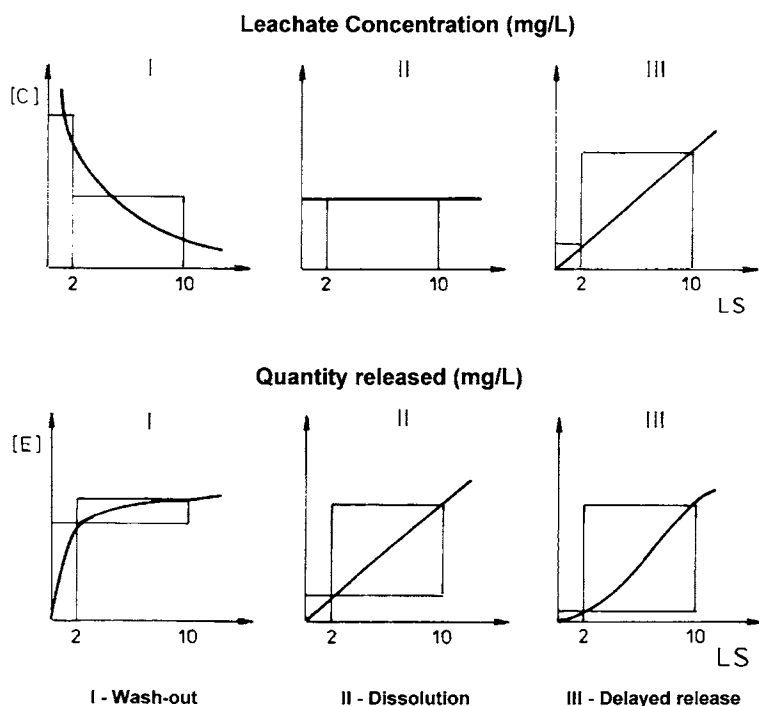 Leachate Concentration (mg/L)
I II III
[C]
2 10 2 10 2 10
LS
Quantity released (mg/L)
I II III
[E]
2 10 2 10 2 10
LS
I - Wash-out II - Dissolution III - Delayed release